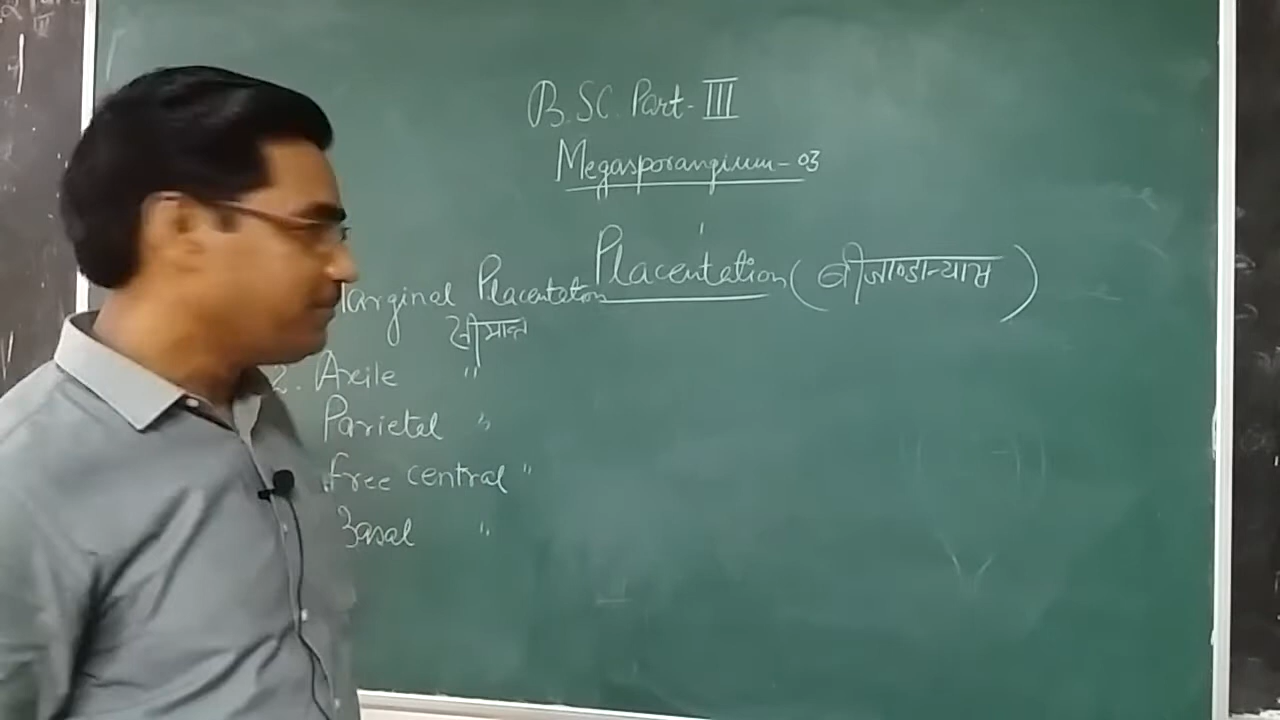 B.SC. Part-III
Megasporangium-03
Placentation (बीजाण्डान्यास)
Marginal Placentation
सीमान्त
2. Axile "
Parietal "
Free central "
Basal "